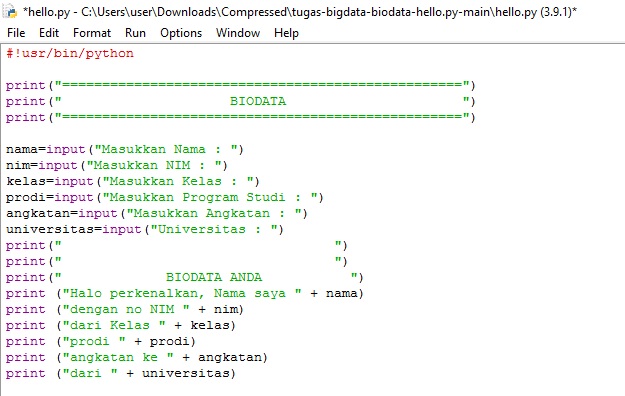 *hello.py - C:\Users\user\Downloads\Compressed\tugas-bigdata-biodata-hello.py-main\hello.py (3.9.1)*
File Edit Format Run Options Window Help
#!usr/bin/python
print("==================================================")
print("                     BIODATA                      ")
print("==================================================")
nama=input("Masukkan Nama : ")
nim=input("Masukkan NIM : ")
kelas=input("Masukkan Kelas : ")
prodi=input("Masukkan Program Studi : ")
angkatan=input("Masukkan Angkatan : ")
universitas=input("Universitas : ")
print("                                  ")
print("                                  ")
print("             BIODATA ANDA           ")
print ("Halo perkenalkan, Nama saya " + nama)
print ("dengan no NIM " + nim)
print ("dari Kelas " + kelas)
print ("prodi " + prodi)
print ("angkatan ke " + angkatan)
print ("dari " + universitas)